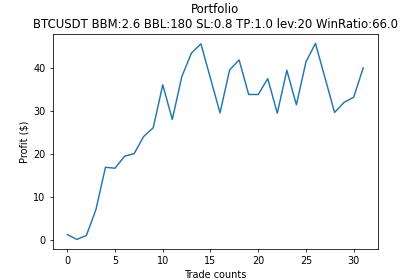 Portfolio
BTCUSDT BBM:2.6 BBL:180 SL:0.8 TP:1.0 lev:20 WinRatio:66.0
40
30
20
10
0
Profit ($)
0 5 10 15 20 25 30
Trade counts